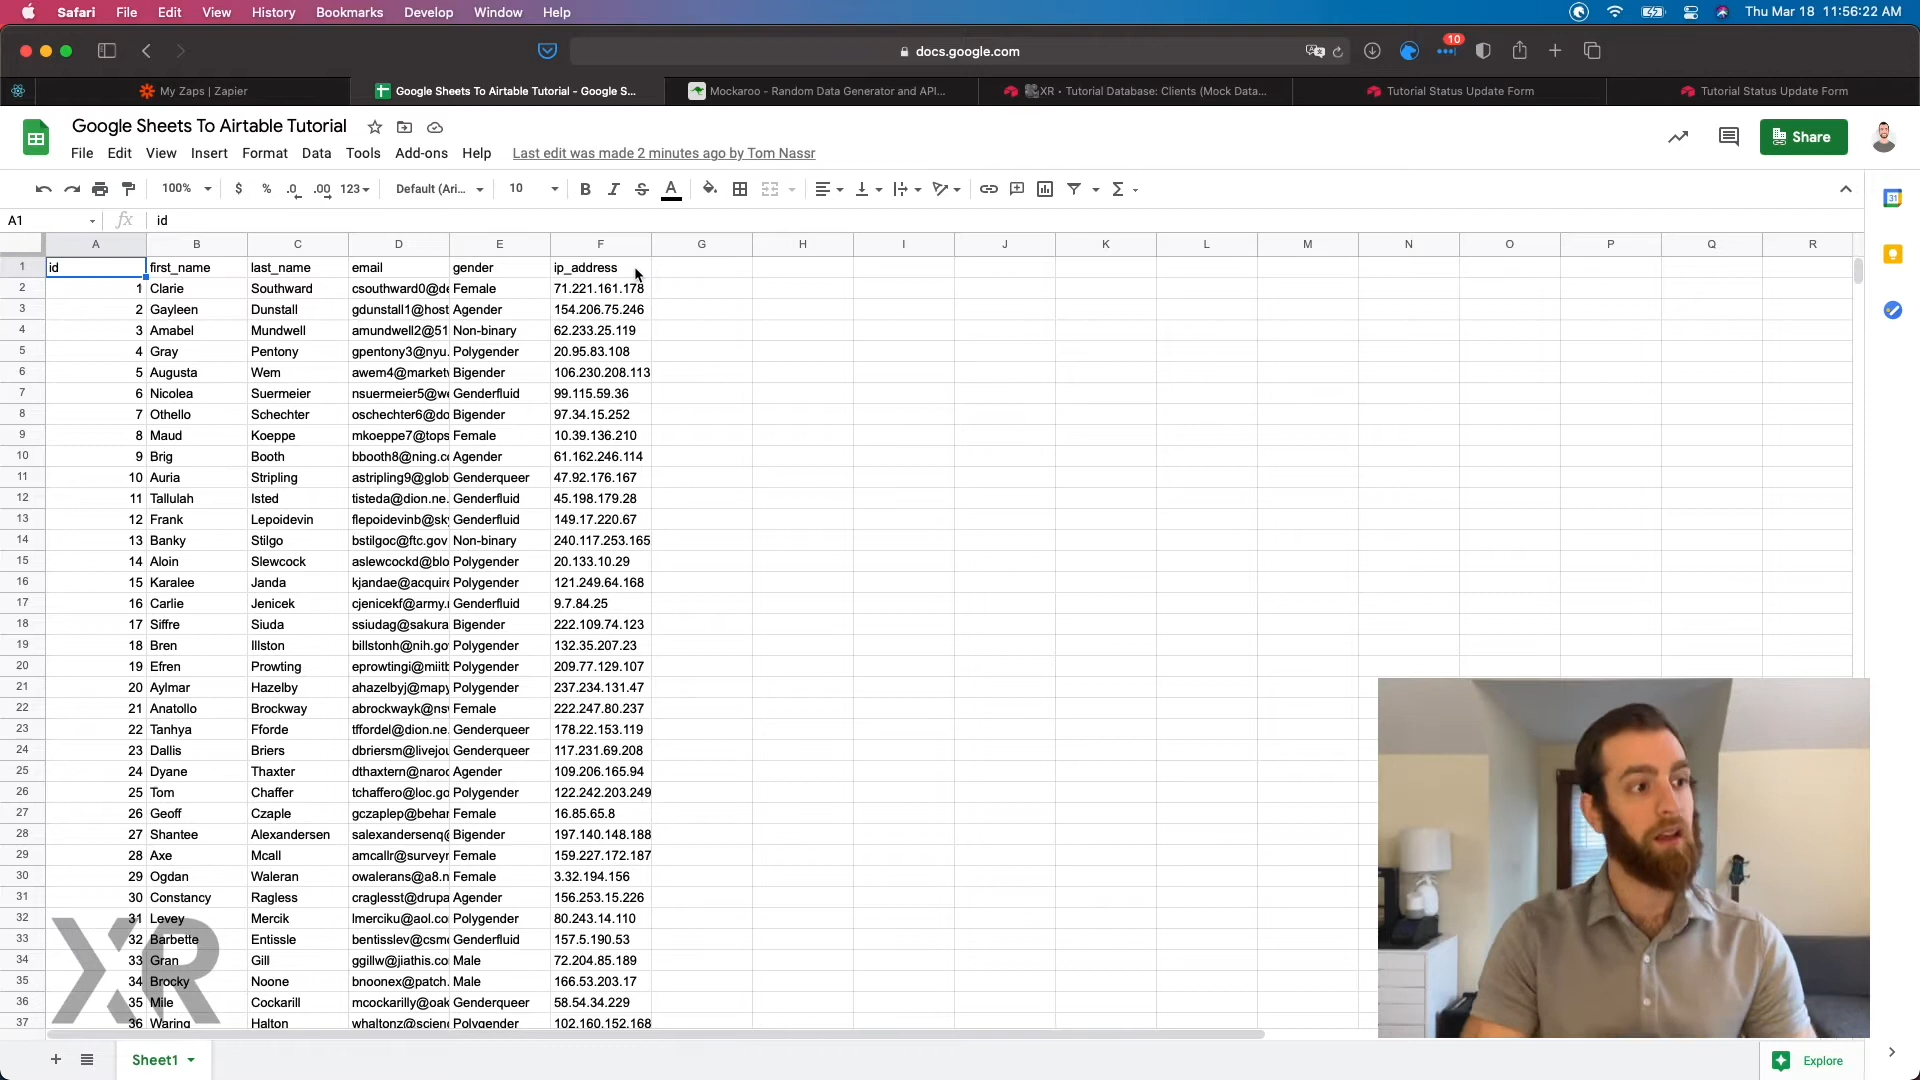 Safari File Edit View History Bookmarks Develop Window Help Thu Mar 18 11:56:22 AM
docs.google.com 10
My Zaps | Zapier Google Sheets To Airtable Tutorial - Google S... Mockaroo - Random Data Generator and API... XR • Tutorial Database: Clients (Mock Data... Tutorial Status Update Form Tutorial Status Update Form
Google Sheets To Airtable Tutorial
Share
File Edit View Insert Format Data Tools Add-ons Help Last edit was made 2 minutes ago by Tom Nassr
100% $ % .0 .00 123 Default (Ari... 10 B I S A Σ
A1 fx id
A B C D E F G H I J K L M N O P Q R
1 id first_name last_name email gender ip_address
2 1 Clarie Southward csouthward0@de Female 71.221.161.178
3 2 Gayleen Dunstall gdunstall1@host Agender 154.206.75.246
4 3 Amabel Mundwell amundwell2@51 Non-binary 62.233.25.119
5 4 Gray Pentony gpentony3@nyu. Polygender 20.95.83.108
6 5 Augusta Wem awem4@market Bigender 106.230.208.113
7 6 Nicolea Suermeier nsuermeier5@we Genderfluid 99.115.59.36
8 7 Othello Schechter oschechter6@do Bigender 97.34.15.252
9 8 Maud Koeppe mkoeppe7@tops Female 10.39.136.210
10 9 Brig Booth bbooth8@ning.c Agender 61.162.246.114
11 10 Auria Stripling astripling9@glob Genderqueer 47.92.176.167
12 11 Tallulah Isted tisteda@dion.ne. Genderfluid 45.198.179.28
13 12 Frank Lepoidevin flepoidevinb@sk Genderfluid 149.17.220.67
14 13 Banky Stilgo bstilgoc@ftc.gov Non-binary 240.117.253.165
15 14 Aloin Slewcock aslewcockd@blo Polygender 20.133.10.29
16 15 Karalee Janda kjandae@acquire Polygender 121.249.64.168
17 16 Carlie Jenicek cjenicekf@army. Genderfluid 9.7.84.25
18 17 Siffre Siuda ssiudag@sakura Bigender 222.109.74.123
19 18 Bren Illston billstonh@nih.go Polygender 132.35.207.23
20 19 Efren Prowting eprowtingi@miit Polygender 209.77.129.107
21 20 Aylmar Hazelby ahazelbyj@map Polygender 237.234.131.47
22 21 Anatollo Brockway abrockwayk@ns Female 222.247.80.237
23 22 Tanhya Fforde tffordel@dion.ne. Genderqueer 178.22.153.119
24 23 Dallis Briers dbriersm@livejou Genderqueer 117.231.69.208
25 24 Dyane Thaxter dthaxtern@naro Agender 109.206.165.94
26 25 Tom Chaffer tchaffero@loc.go Polygender 122.242.203.249
27 26 Geoff Czaple gczaplep@behar Female 16.85.65.8
28 27 Shantee Alexandersen salexandersenq@ Bigender 197.140.148.188
29 28 Axe Mcall amcallr@survey Female 159.227.172.187
30 29 Ogdan Waleran owalerans@a8.n Female 3.32.194.156
31 30 Constancy Ragless craglesst@drupa Agender 156.253.15.226
32 31 Levey Mercik lmerciku@aol.co Polygender 80.243.14.110
33 32 Barbette Entissle bentisslev@csm Genderfluid 157.5.190.53
34 33 Gran Gill ggillw@jiathis.co Male 72.204.85.189
35 34 Brocky Noone bnoonex@patch. Male 166.53.203.17
36 35 Mile Cockarill mcockarilly@oak Genderqueer 58.54.34.229
37 36 Waring Halton whaltonz@scien Polygender 102.160.152.168
XR
Sheet1
Explore